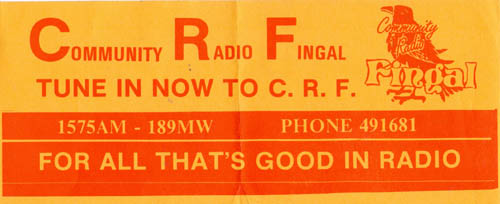 COMMUNITY RADIO FINGAL
Community
Radio
Fingal
TUNE IN NOW TO C. R. F.
1575AM - 189MW PHONE 491681
FOR ALL THAT'S GOOD IN RADIO